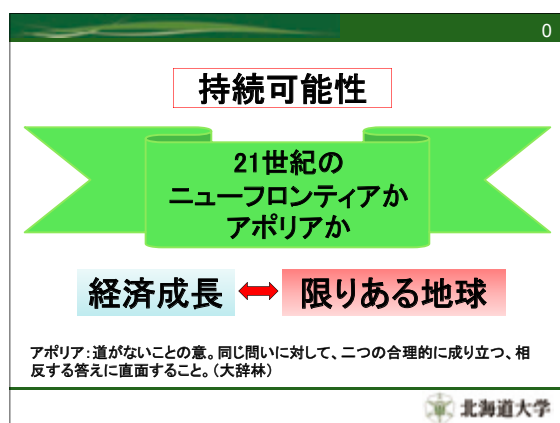 0
持続可能性
21世紀の
ニューフロンティアか
アポリアか
経済成長 限りある地球
アポリア：道がないことの意。同じ問いに対して、二つの合理的に成り立つ、相
反する答えに直面すること。（大辞林）
北海道大学